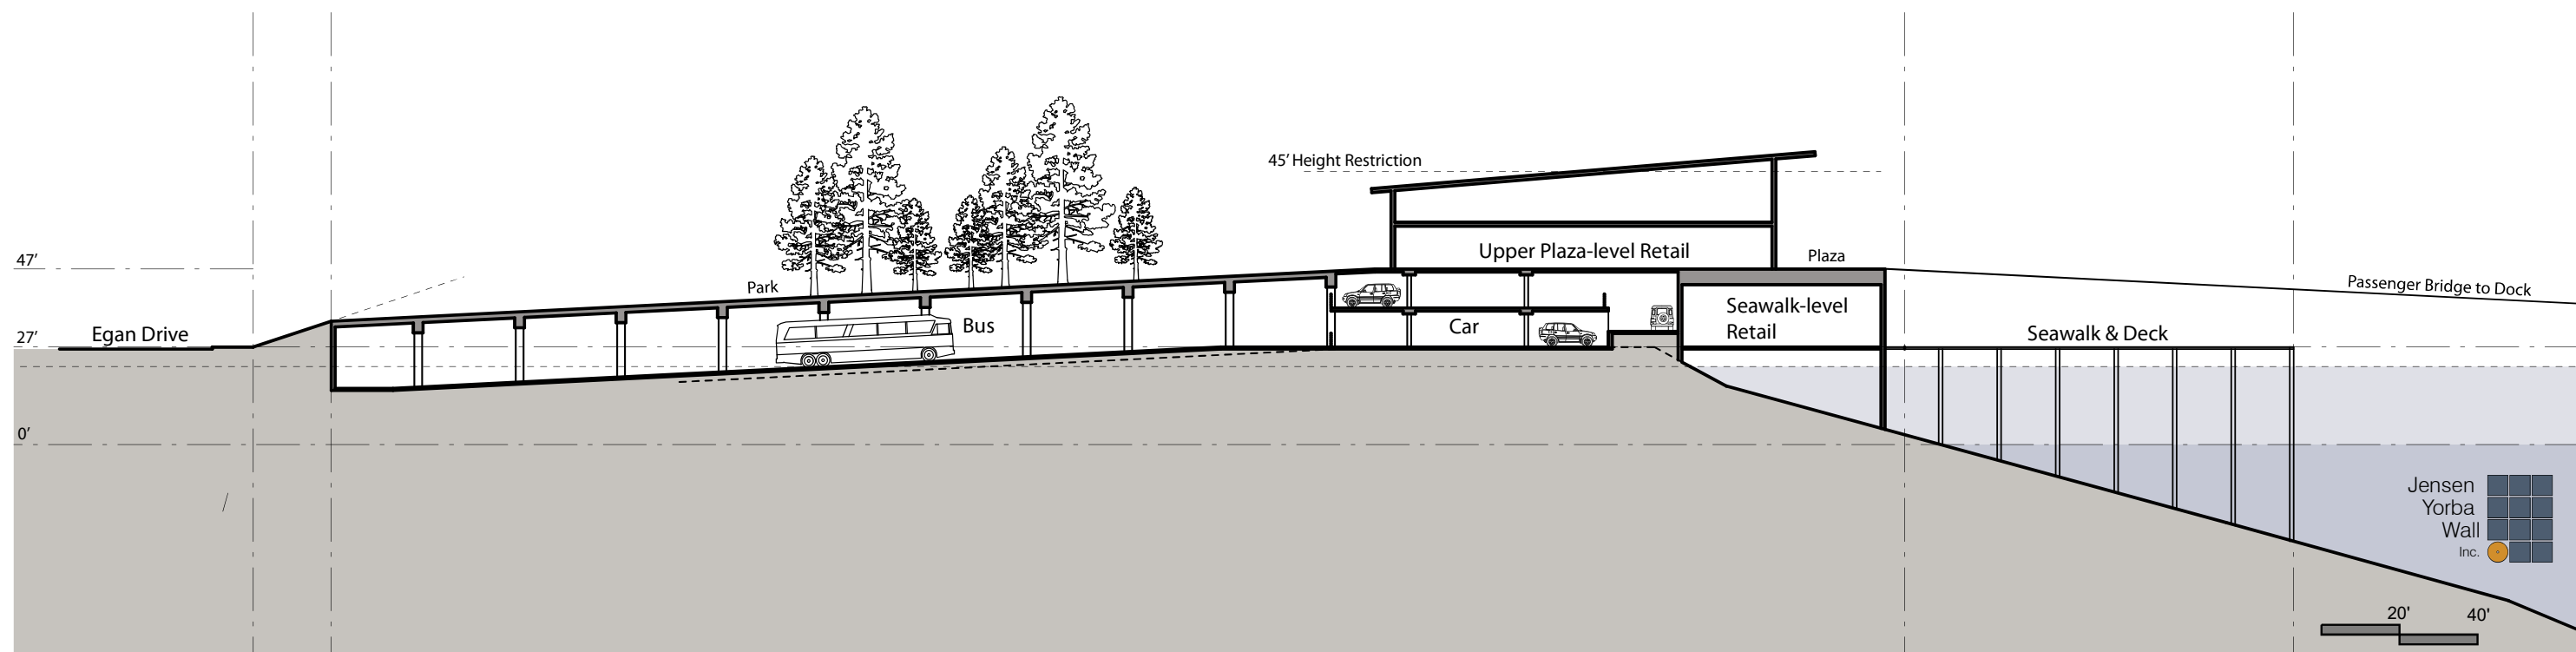 45′ Height Restriction
Upper Plaza-level Retail
Plaza
47′
Park
Passenger Bridge to Dock
Egan Drive
27′
Bus
Car
Seawalk-level
Retail
Seawalk & Deck
0′
Jensen
Yorba
Wall
Inc.
20'
40'